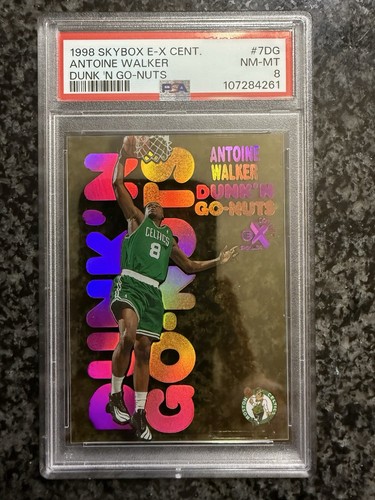 1998 SKYBOX E-X CENT.
#7DG
ANTOINE WALKER
NM-MT
DUNK 'N GO-NUTS
8
PSA
107284261
ANTOINE
WALKER
DUNK 'N
GO-NUTS
EX
DUNK 'N
GO-NUTS
CELTICS
8